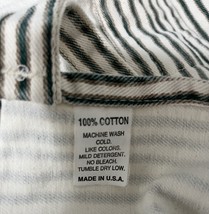 100% COTTON
MACHINE WASH
COLD.
LIKE COLORS.
MILD DETERGENT.
NO BLEACH.
TUMBLE DRY LOW.
MADE IN U.S.A.